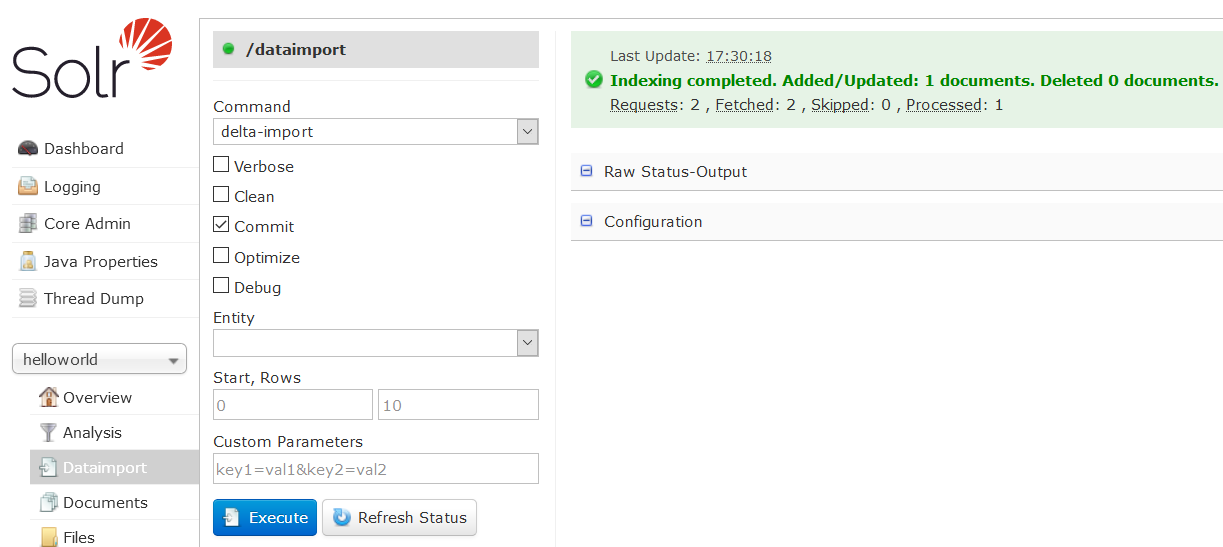 Solr
Dashboard
Logging
Core Admin
Java Properties
Thread Dump
helloworld
Overview
Analysis
Dataimport
Documents
Files
/dataimport
Command
delta-import
Verbose
Clean
Commit
Optimize
Debug
Entity
Start, Rows
0 10
Custom Parameters
key1=val1&key2=val2
Execute Refresh Status
Last Update: 17:30:18
Indexing completed. Added/Updated: 1 documents. Deleted 0 documents.
Requests: 2 , Fetched: 2 , Skipped: 0 , Processed: 1
Raw Status-Output
Configuration